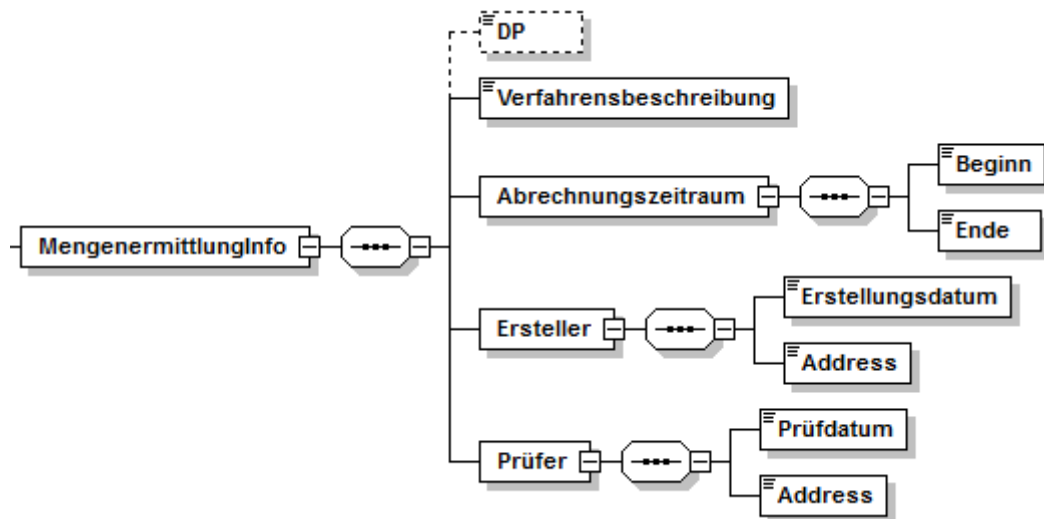 DP
Verfahrensbeschreibung
Beginn
Abrechnungszeitraum
Ende
MengenermittlungInfo
Erstellungsdatum
Ersteller
Address
Prüfdatum
Prüfer
Address